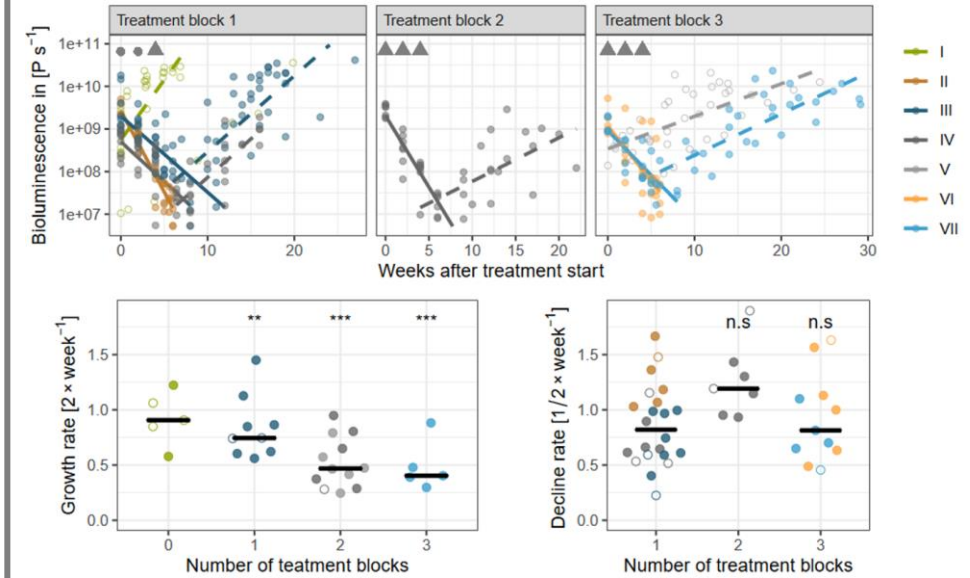 Treatment block 1
Treatment block 2
Treatment block 3
Bioluminescence in [P s⁻¹]
1e+11
1e+10
1e+09
1e+08
1e+07
0 10 20
0 5 10 15 20
0 10 20 30
Weeks after treatment start
I
II
III
IV
V
VI
VII
Growth rate [2 × week⁻¹]
1.5
1.0
0.5
0.0
** *** ***
0 1 2 3
Number of teatment blocks
Decline rate [1/2 × week⁻¹]
1.5
1.0
0.5
0.0
n.s n.s
1 2 3
Number of treatment blocks